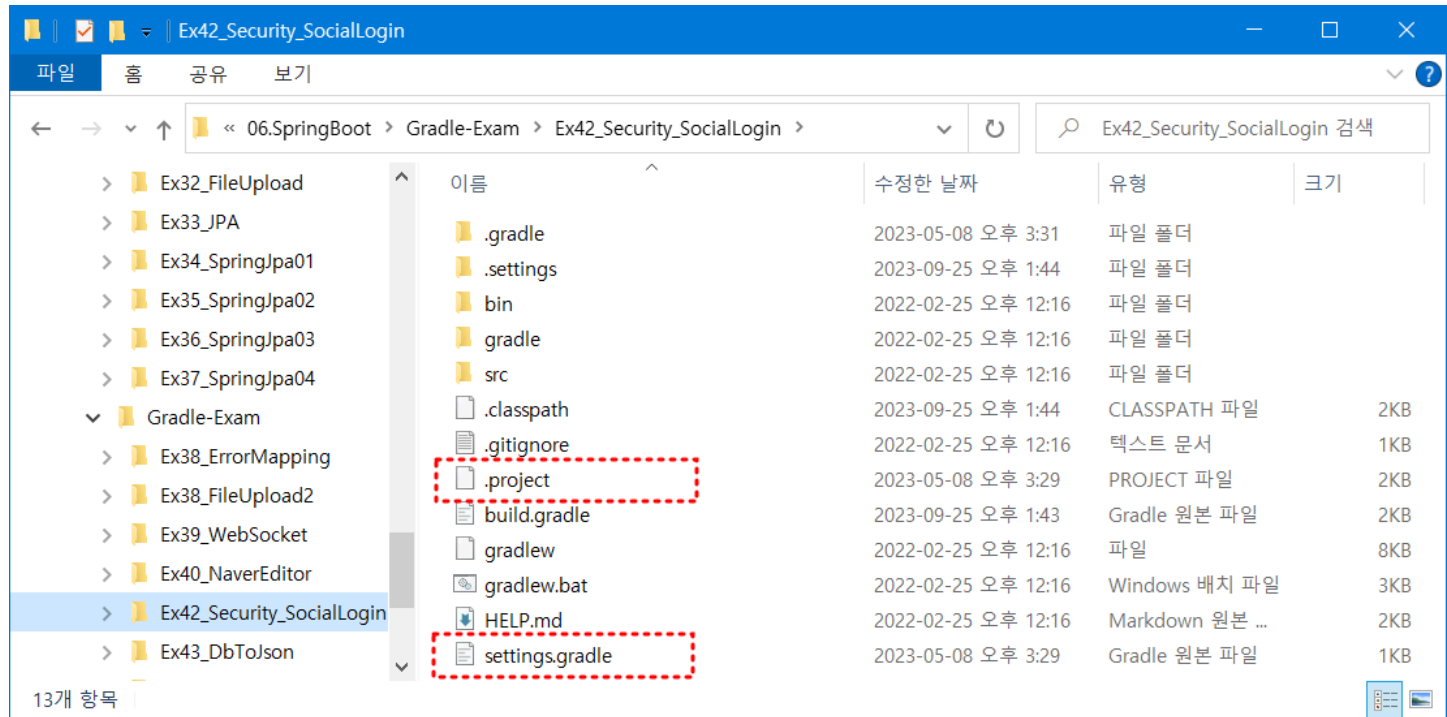 Ex42_Security_SocialLogin
파일 홈 공유 보기
« 06.SpringBoot > Gradle-Exam > Ex42_Security_SocialLogin >
Ex42_Security_SocialLogin 검색
Ex32_FileUpload
Ex33_JPA
Ex34_SpringJpa01
Ex35_SpringJpa02
Ex36_SpringJpa03
Ex37_SpringJpa04
Gradle-Exam
Ex38_ErrorMapping
Ex38_FileUpload2
Ex39_WebSocket
Ex40_NaverEditor
Ex42_Security_SocialLogin
Ex43_DbToJson
이름 수정한 날짜 유형 크기
.gradle 2023-05-08 오후 3:31 파일 폴더
.settings 2023-09-25 오후 1:44 파일 폴더
bin 2022-02-25 오후 12:16 파일 폴더
gradle 2022-02-25 오후 12:16 파일 폴더
src 2022-02-25 오후 12:16 파일 폴더
.classpath 2023-09-25 오후 1:44 CLASSPATH 파일 2KB
.gitignore 2022-02-25 오후 12:16 텍스트 문서 1KB
.project 2023-05-08 오후 3:29 PROJECT 파일 2KB
build.gradle 2023-09-25 오후 1:43 Gradle 원본 파일 2KB
gradlew 2022-02-25 오후 12:16 파일 8KB
gradlew.bat 2022-02-25 오후 12:16 Windows 배치 파일 3KB
HELP.md 2022-02-25 오후 12:16 Markdown 원본 ... 2KB
settings.gradle 2023-05-08 오후 3:29 Gradle 원본 파일 1KB
13개 항목